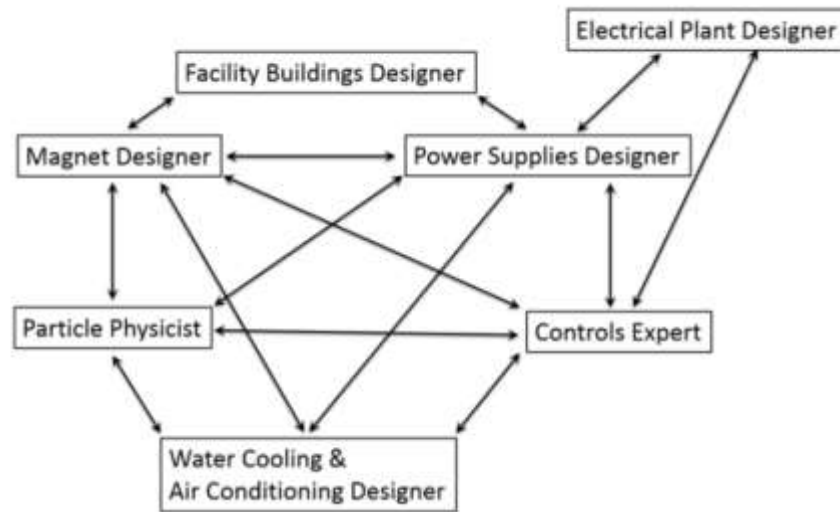 Electrical Plant Designer
Facility Buildings Designer
Magnet Designer
Power Supplies Designer
Particle Physicist
Controls Expert
Water Cooling &
Air Conditioning Designer